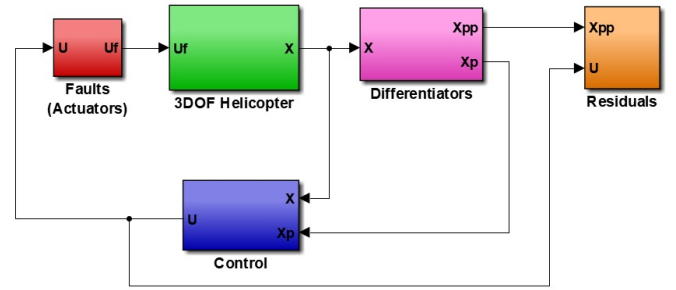 U
Uf
Faults
(Actuators)
Uf
X
3DOF Helicopter
X
Xpp
Xp
Differentiators
Xpp
U
Residuals
X
U
Xp
Control